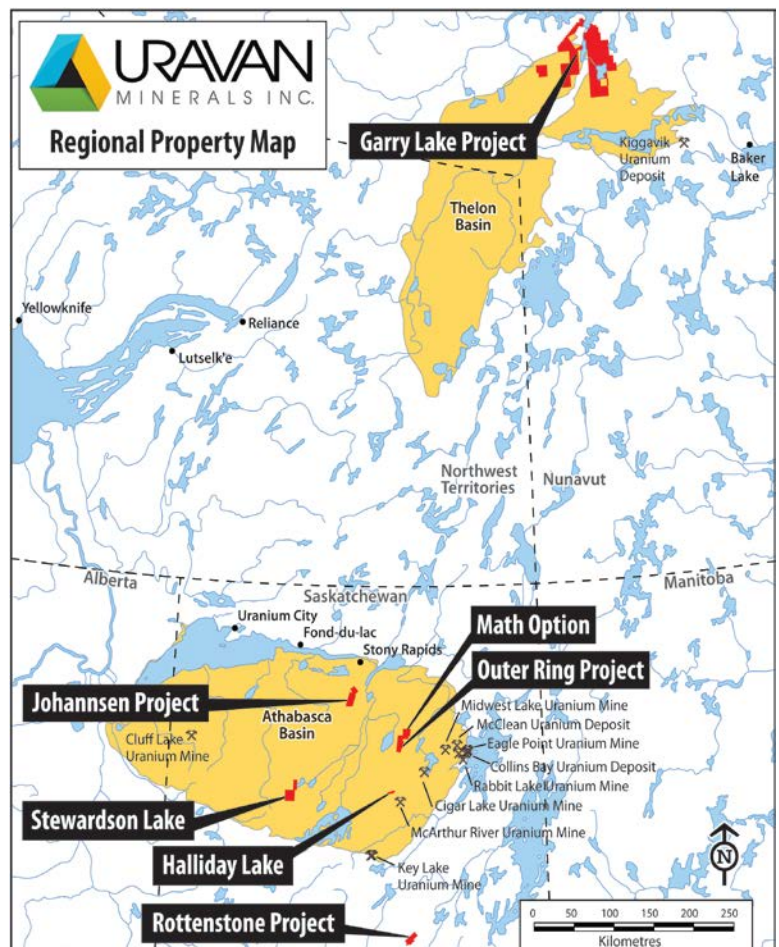 URAVAN
MINERALS INC.
Regional Property Map
Garry Lake Project
Kiggavik
Uranium
Deposit
Baker
Lake
Thelon
Basin
Yellowknife
Reliance
Lutselk'e
Northwest
Territories
Nunavut
Alberta
Saskatchewan
Manitoba
Uranium City
Fond-du-lac
Stony Rapids
Math Option
Outer Ring Project
Johannsen Project
Athabasca
Basin
Midwest Lake Uranium Mine
McClean Uranium Deposit
Eagle Point Uranium Mine
Collins Bay Uranium Deposit
Rabbit Lake Uranium Mine
Cigar Lake Uranium Mine
McArthur River Uranium Mine
Cluff Lake
Uranium Mine
Stewardson Lake
Halliday Lake
Key Lake
Uranium Mine
Rottenstone Project
N
0 50 100 150 200 250
Kilometres